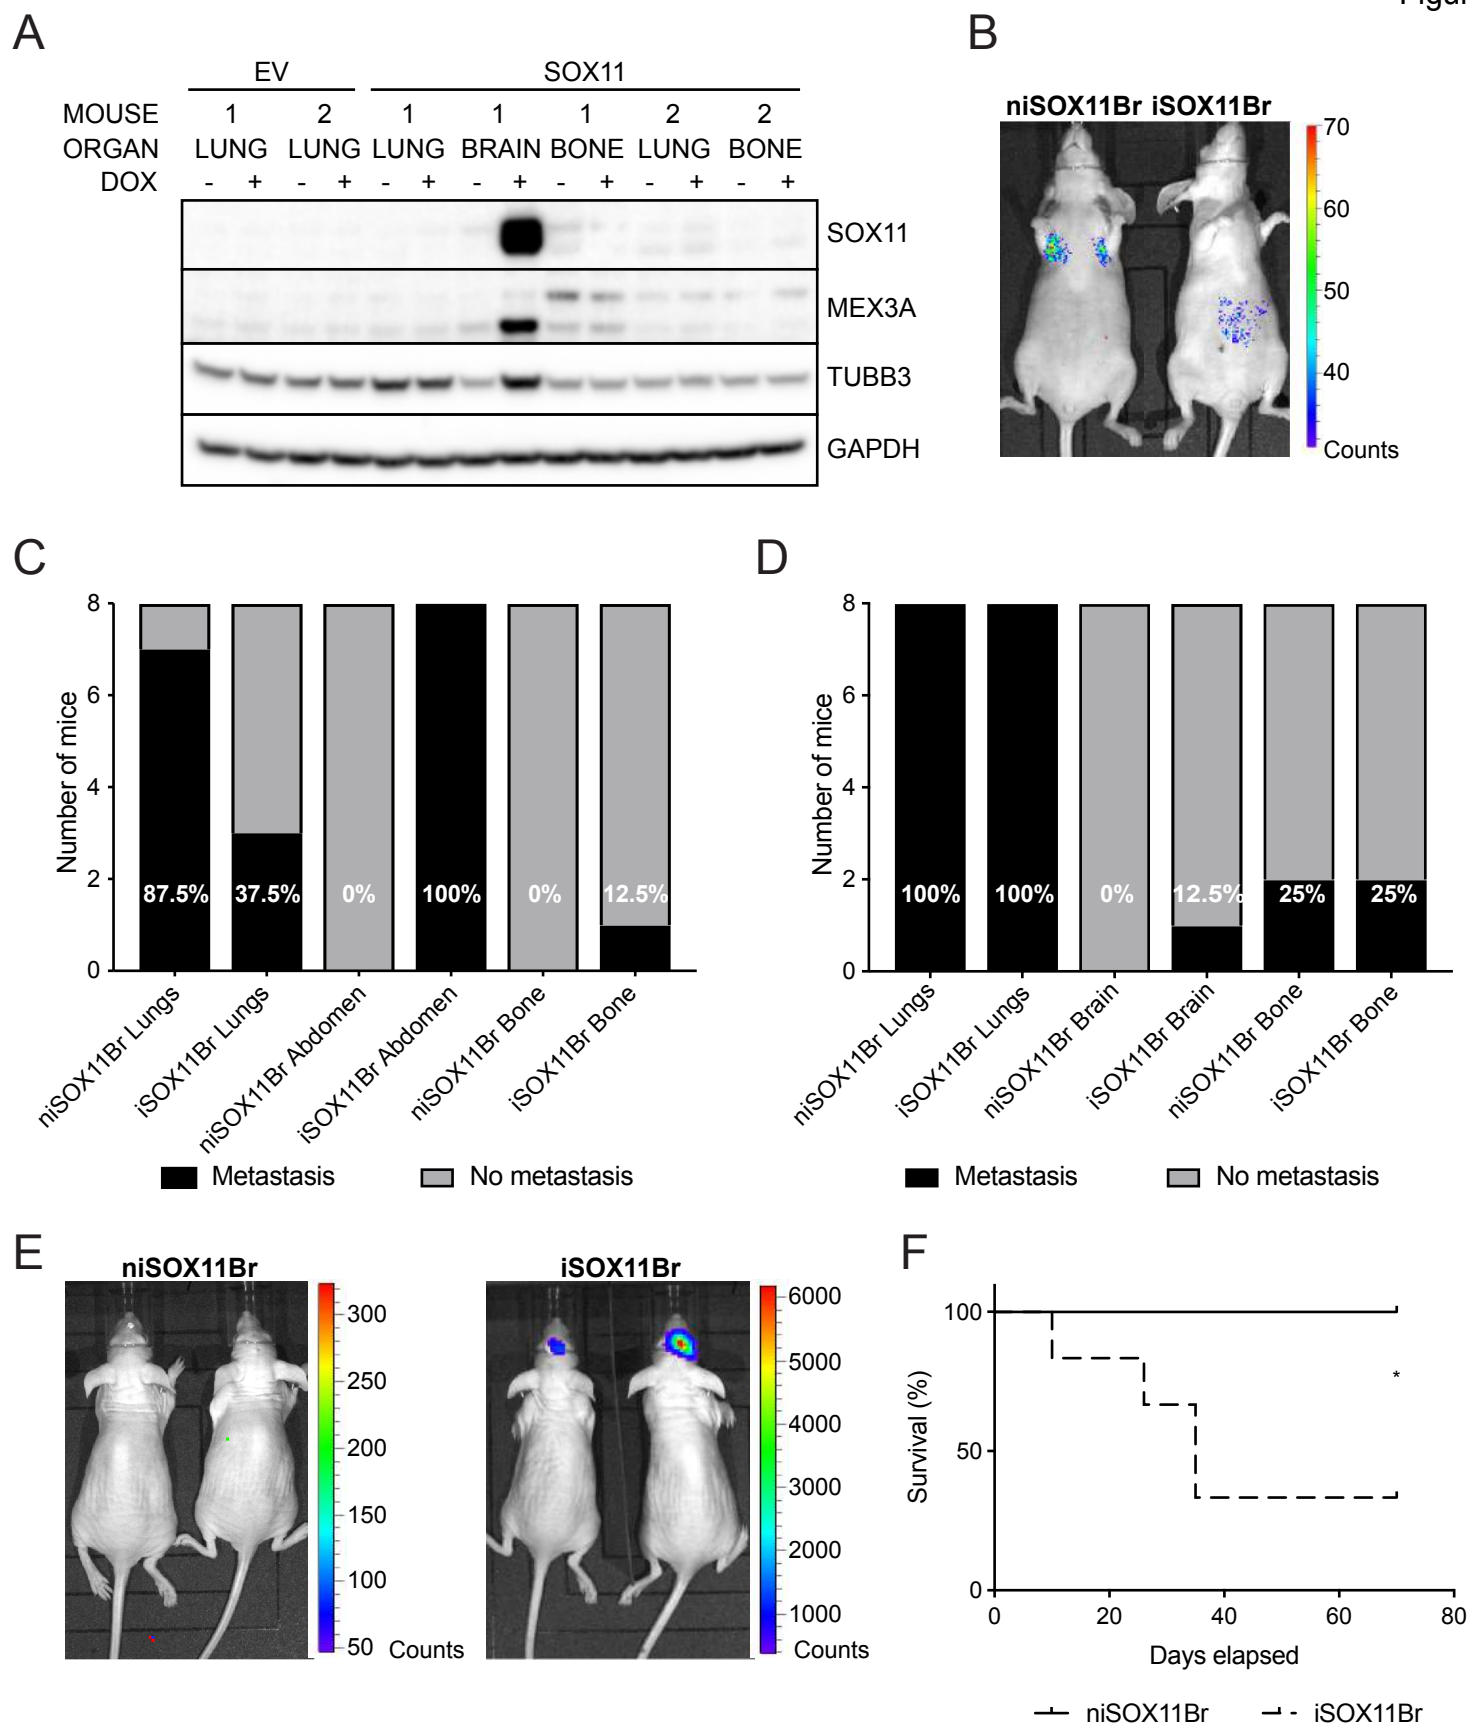 A
EV SOX11
MOUSE 1 2 1 1 1 2 2
ORGAN LUNG LUNG LUNG BRAIN BONE LUNG BONE
DOX - + - + - + - + - + - + - +
SOX11
MEX3A
TUBB3
GAPDH
B
niSOX11Br iSOX11Br
70
60
50
40
Counts
C
Number of mice
8
6
4
2
0
87.5% 37.5% 0% 100% 0% 12.5%
niSOX11Br Lungs
iSOX11Br Lungs
niSOX11Br Abdomen
iSOX11Br Abdomen
niSOX11Br Bone
iSOX11Br Bone
Metastasis No metastasis
D
Number of mice
8
6
4
2
0
100% 100% 0% 12.5% 25% 25%
niSOX11Br Lungs
iSOX11Br Lungs
niSOX11Br Brain
iSOX11Br Brain
niSOX11Br Bone
iSOX11Br Bone
Metastasis No metastasis
E
niSOX11Br
300
250
200
150
100
50 Counts
iSOX11Br
6000
5000
4000
3000
2000
1000
Counts
F
Survival (%)
100
50
0
*
0 20 40 60 80
Days elapsed
niSOX11Br iSOX11Br